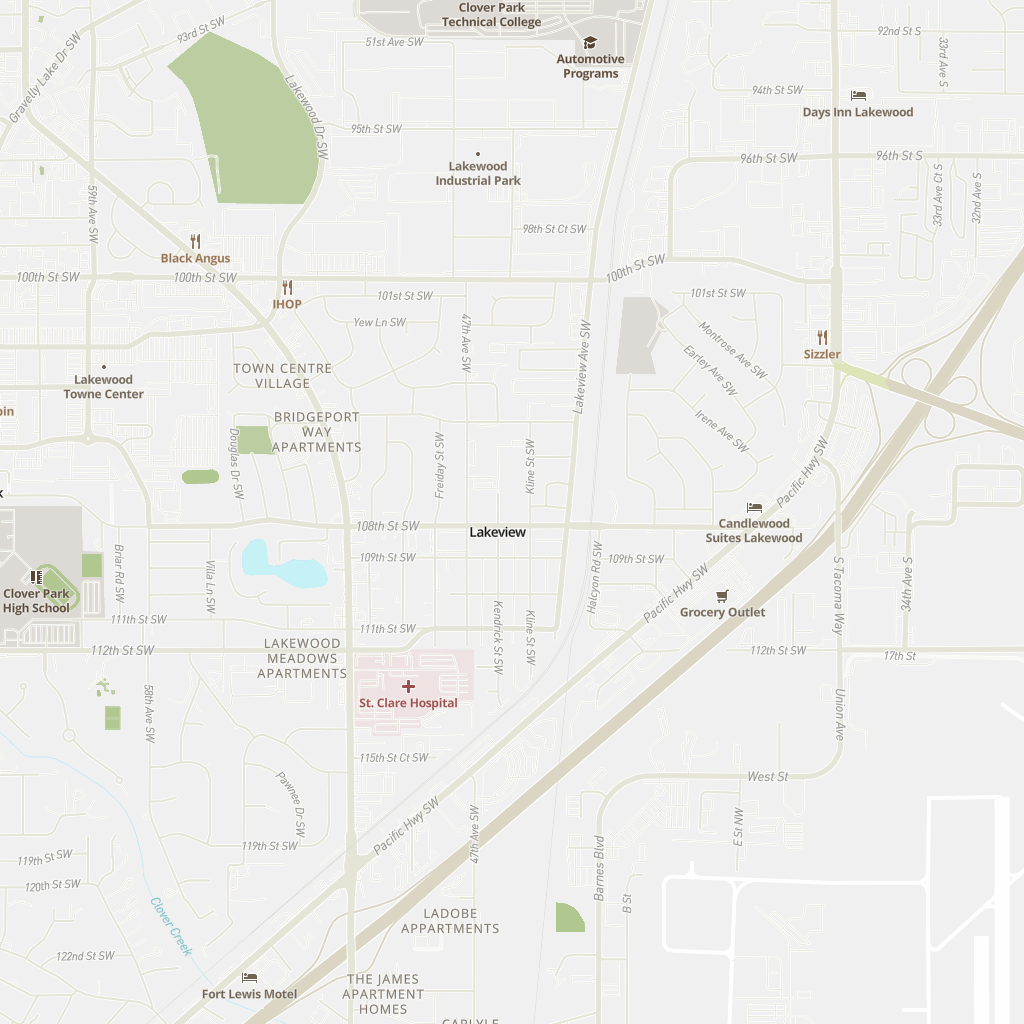 Clover Park
Technical College
93rd St SW
51st Ave SW
92nd S S
33rd Ave S
Gravelly Lake Dr SW
Automotive
Programs
Lakewood Dr SW
94th St S
Days Inn Lakewood
95th St SW
Lakewood
Industrial Park
96th St SW
96th St S
59th Ave SW
33rd Ave Ct S
32nd Ave S
98th St Ct SW
Black Angus
100th St SW
100th St SW
100th St SW
IHOP
101st St SW
101st St SW
Yew Ln SW
47th Ave SW
Lakeview Ave SW
Montrose Ave SW
Earley Ave SW
Sizzler
TOWN CENTRE
VILLAGE
Lakewood
Towne Center
pin
BRIDGEPORT
WAY
APARTMENTS
Irene Ave SW
Douglas Dr SW
Freiday St SW
Kline St SW
Pacific Hwy SW
k
108th St SW
Lakeview
Candlewood
Suites Lakewood
Briar Rd SW
Villa Ln SW
109th St SW
Halcyon Rd SW
109th St SW
S Tacoma Way
34th Ave S
Clover Park
High School
Pacific Hwy SW
Grocery Outlet
111th St SW
111th St SW
Kendrick St SW
Kline St SW
112th St SW
LAKEWOOD
MEADOWS
APARTMENTS
112th St SW
17th St
58th Ave SW
St. Clare Hospital
Union Ave
115th St Ct SW
West St
Pawnee Dr SW
Pacific Hwy SW
47th Ave SW
E St NW
119th St SW
119th St SW
Barnes Blvd
B St
120th St SW
Clover Creek
LADOBE
APPARTMENTS
122nd St SW
Fort Lewis Motel
THE JAMES
APARTMENT
HOMES
CARLYLE